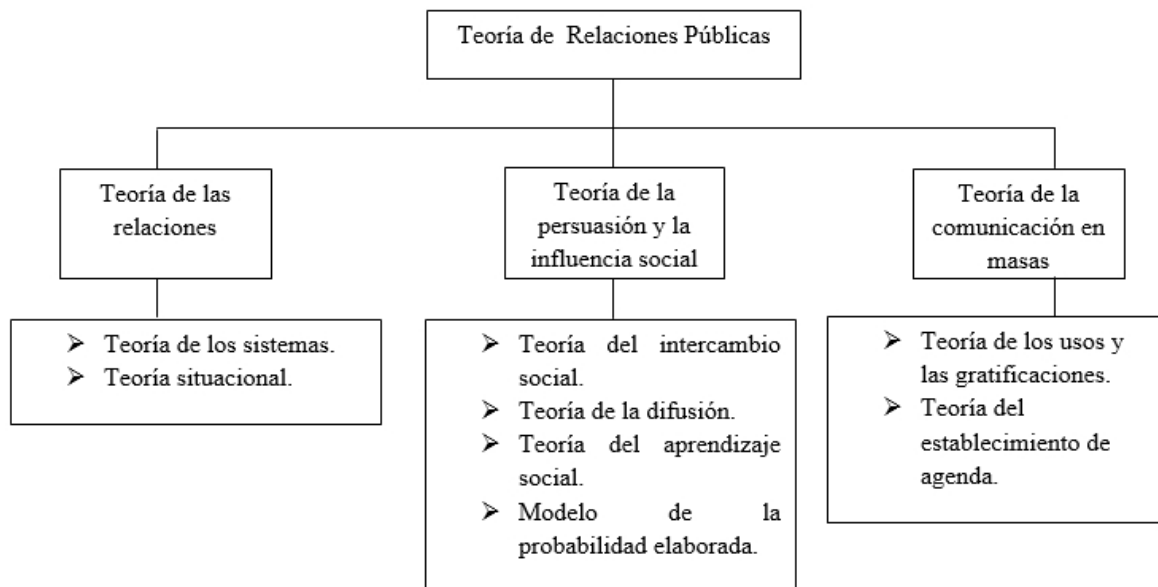 Teoría de Relaciones Públicas
Teoría de las
relaciones
Teoría de la
persuasión y la
influencia social
Teoría de la
comunicación en
masas
➤ Teoría de los sistemas.
➤ Teoría situacional.
➤ Teoría del intercambio
social.
➤ Teoría de la difusión.
➤ Teoría del aprendizaje
social.
➤ Modelo de la
probabilidad elaborada.
➤ Teoría de los usos y
las gratificaciones.
➤ Teoría del
establecimiento de
agenda.